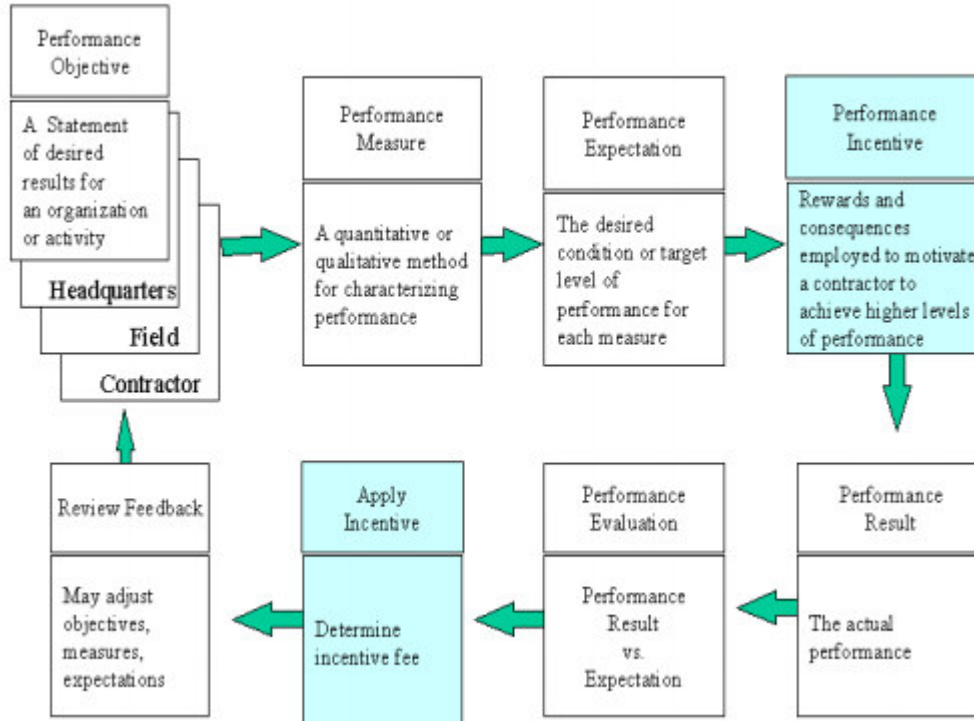 Performance
Objective
A Statement
of desired
results for
an organization
or activity
Headquarters
Field
Contractor
Performance
Measure
A quantitative or
qualitative method
for characterizing
performance
Performance
Expectation
The desired
condition or target
level of
performance for
each measure
Performance
Incentive
Rewards and
consequences
employed to motivate
a contractor to
achieve higher levels
of performance
Performance
Result
The actual
performance
Performance
Evaluation
Performance
Result
vs.
Expectation
Apply
Incentive
Determine
incentive fee
Review Feedback
May adjust
objectives,
measures,
expectations